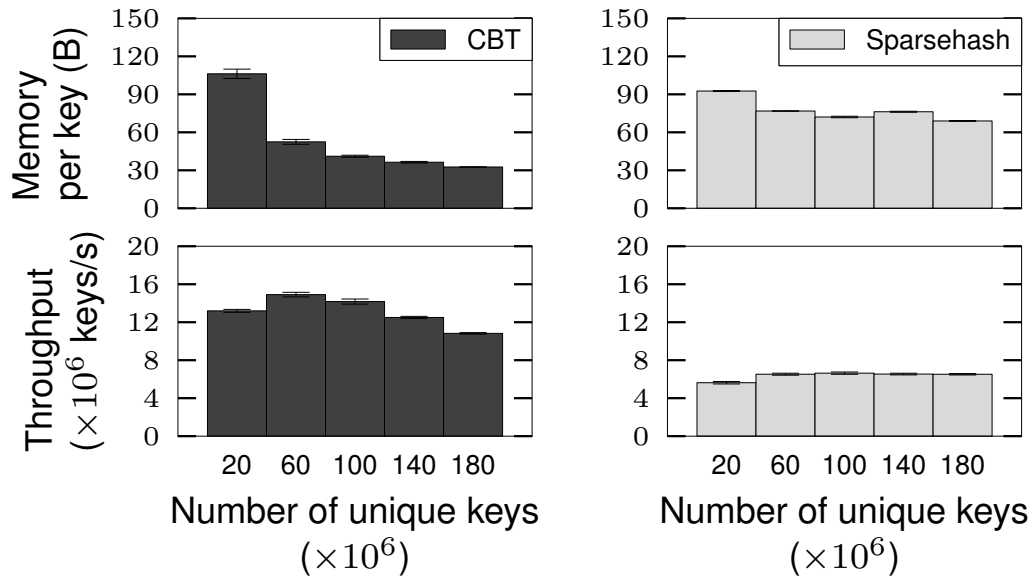 Memory
per key (B)
150
120
90
60
30
0
CBT
150
120
90
60
30
0
Sparsehash
Throughput
(×10⁶ keys/s)
20
16
12
8
4
0
20 60 100 140 180
Number of unique keys
(×10⁶)
20
16
12
8
4
0
20 60 100 140 180
Number of unique keys
(×10⁶)